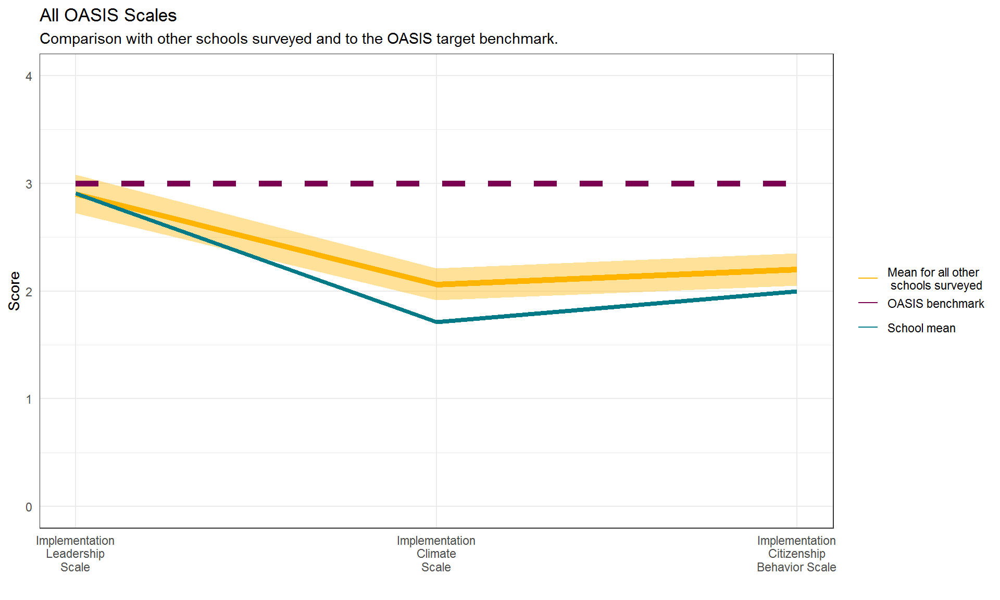 All OASIS Scales
Comparison with other schools surveyed and to the OASIS target benchmark.
4
3
2
1
0
Score
Implementation
Leadership
Scale
Implementation
Climate
Scale
Implementation
Citizenship
Behavior Scale
Mean for all other
schools surveyed
OASIS benchmark
School mean